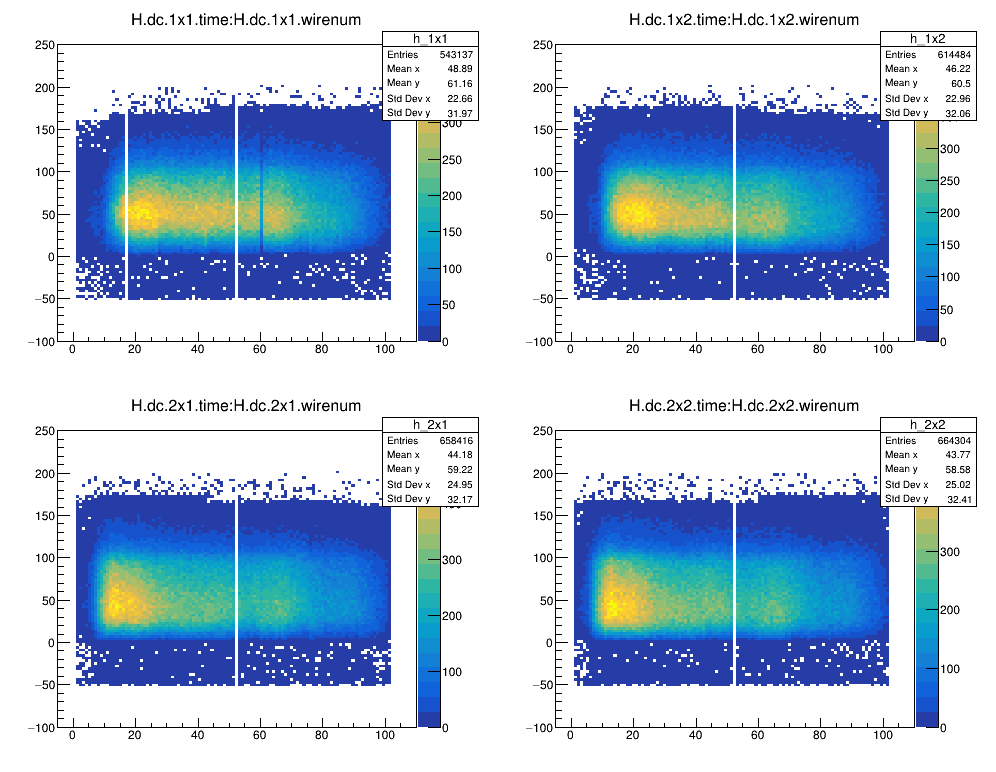 H.dc.1x1.time:H.dc.1x1.wirenum
h_1x1
Entries 543137
Mean x 48.89
Mean y 61.16
Std Dev x 22.66
Std Dev y 31.97
250
200
150
100
50
0
−50
−100
0 20 40 60 80 100
300
250
200
150
100
50
0
H.dc.1x2.time:H.dc.1x2.wirenum
h_1x2
Entries 614484
Mean x 46.22
Mean y 60.5
Std Dev x 22.96
Std Dev y 32.06
250
200
150
100
50
0
−50
−100
0 20 40 60 80 100
350
300
250
200
150
100
50
0
H.dc.2x1.time:H.dc.2x1.wirenum
h_2x1
Entries 658416
Mean x 44.18
Mean y 59.22
Std Dev x 24.95
Std Dev y 32.17
250
200
150
100
50
0
−50
−100
0 20 40 60 80 100
300
200
100
0
H.dc.2x2.time:H.dc.2x2.wirenum
h_2x2
Entries 664304
Mean x 43.77
Mean y 58.58
Std Dev x 25.02
Std Dev y 32.41
250
200
150
100
50
0
−50
−100
0 20 40 60 80 100
300
200
100
0